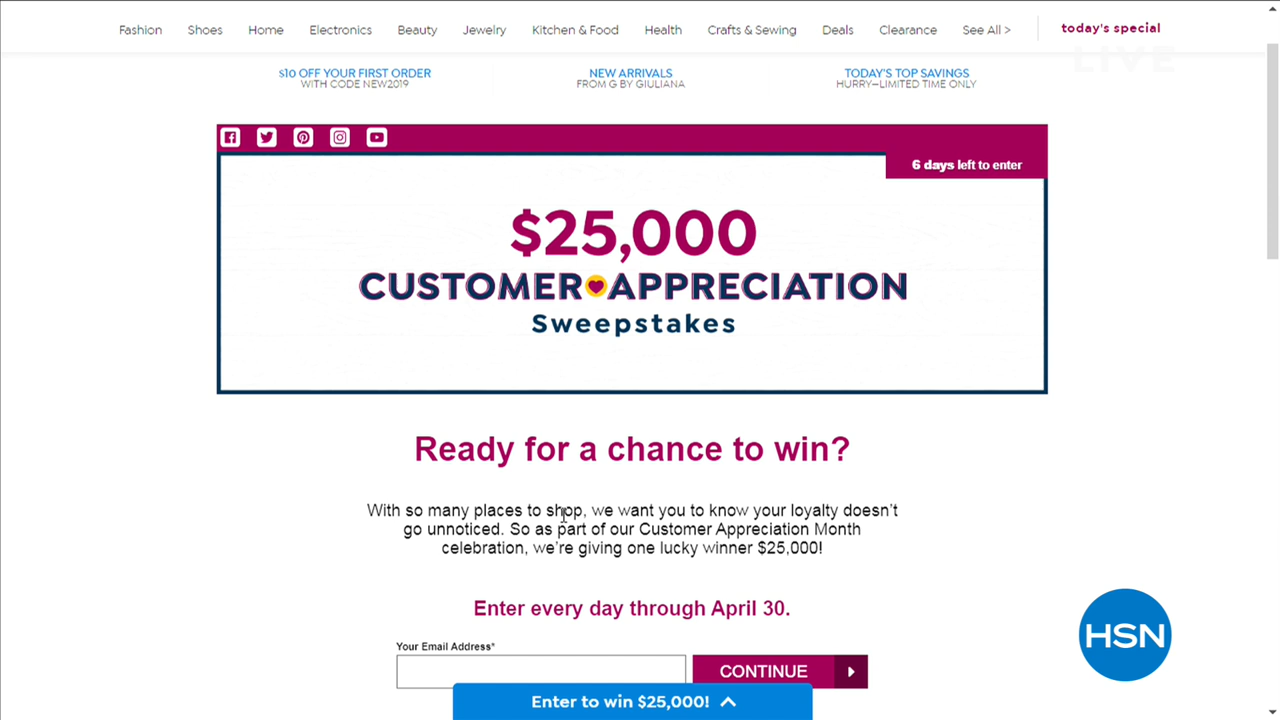 Fashion Shoes Home Electronics Beauty Jewelry Kitchen & Food Health Crafts & Sewing Deals Clearance See All > today's special
LIVE
$10 OFF YOUR FIRST ORDER
WITH CODE NEW2019
NEW ARRIVALS
FROM G BY GIULIANA
TODAY'S TOP SAVINGS
HURRY—LIMITED TIME ONLY
6 days left to enter
$25,000
CUSTOMER APPRECIATION
Sweepstakes
Ready for a chance to win?
With so many places to shop, we want you to know your loyalty doesn't
go unnoticed. So as part of our Customer Appreciation Month
celebration, we're giving one lucky winner $25,000!
Enter every day through April 30.
Your Email Address*
CONTINUE
HSN
Enter to win $25,000!